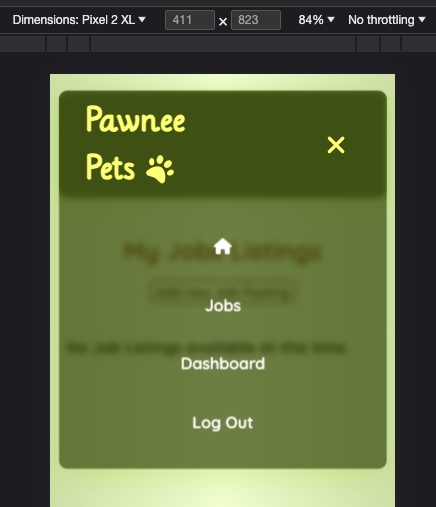 Dimensions: Pixel 2 XL ▼ 411 × 823 84% ▼ No throttling ▼
Pawnee
Pets
My Jobs Listings
Add new Job Posting
No Job Listings available at this time.
Jobs
Dashboard
Log Out